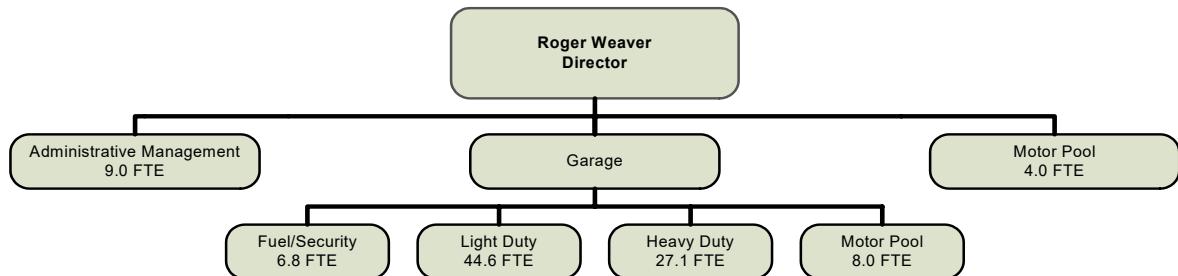 Roger Weaver
Director
Administrative Management
9.0 FTE
Garage
Motor Pool
4.0 FTE
Fuel/Security
6.8 FTE
Light Duty
44.6 FTE
Heavy Duty
27.1 FTE
Motor Pool
8.0 FTE